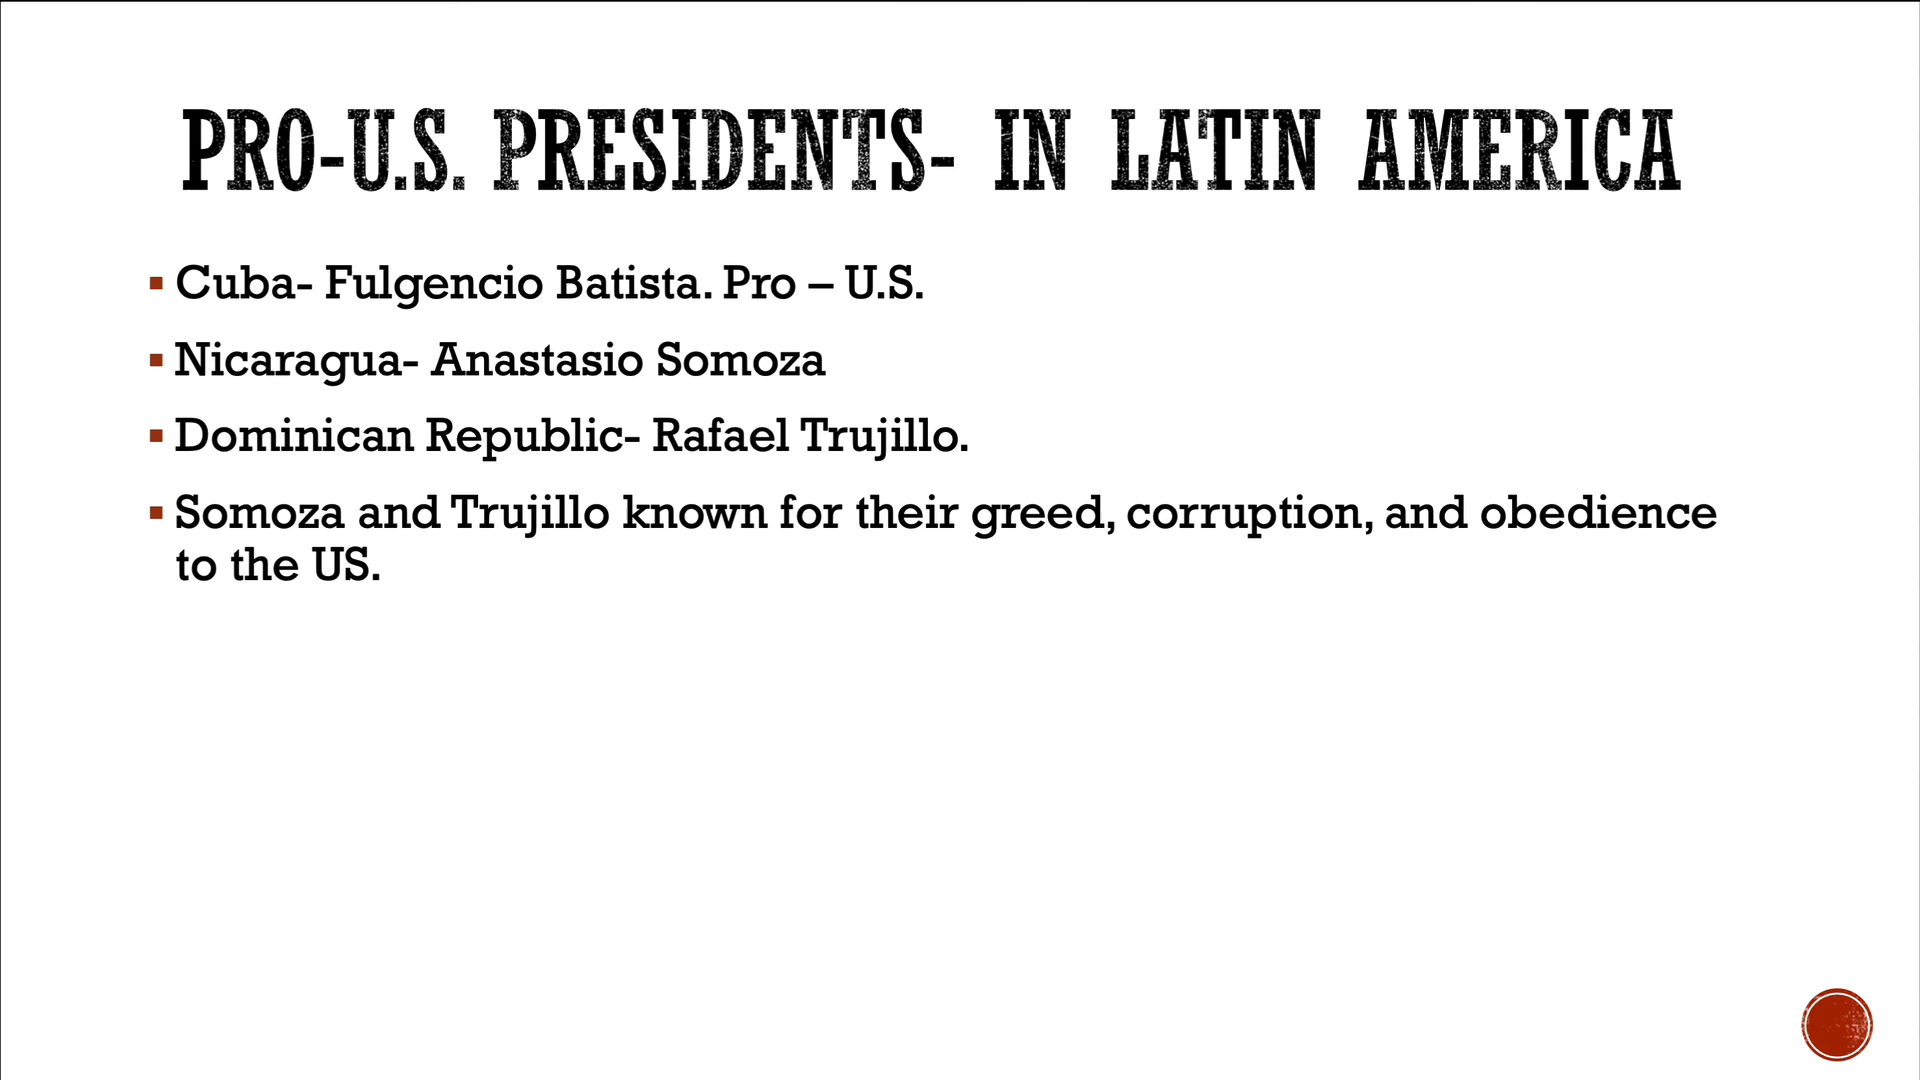 PRO-U.S. PRESIDENTS- IN LATIN AMERICA
Cuba- Fulgencio Batista. Pro – U.S.
Nicaragua- Anastasio Somoza
Dominican Republic- Rafael Trujillo.
Somoza and Trujillo known for their greed, corruption, and obedience
to the US.